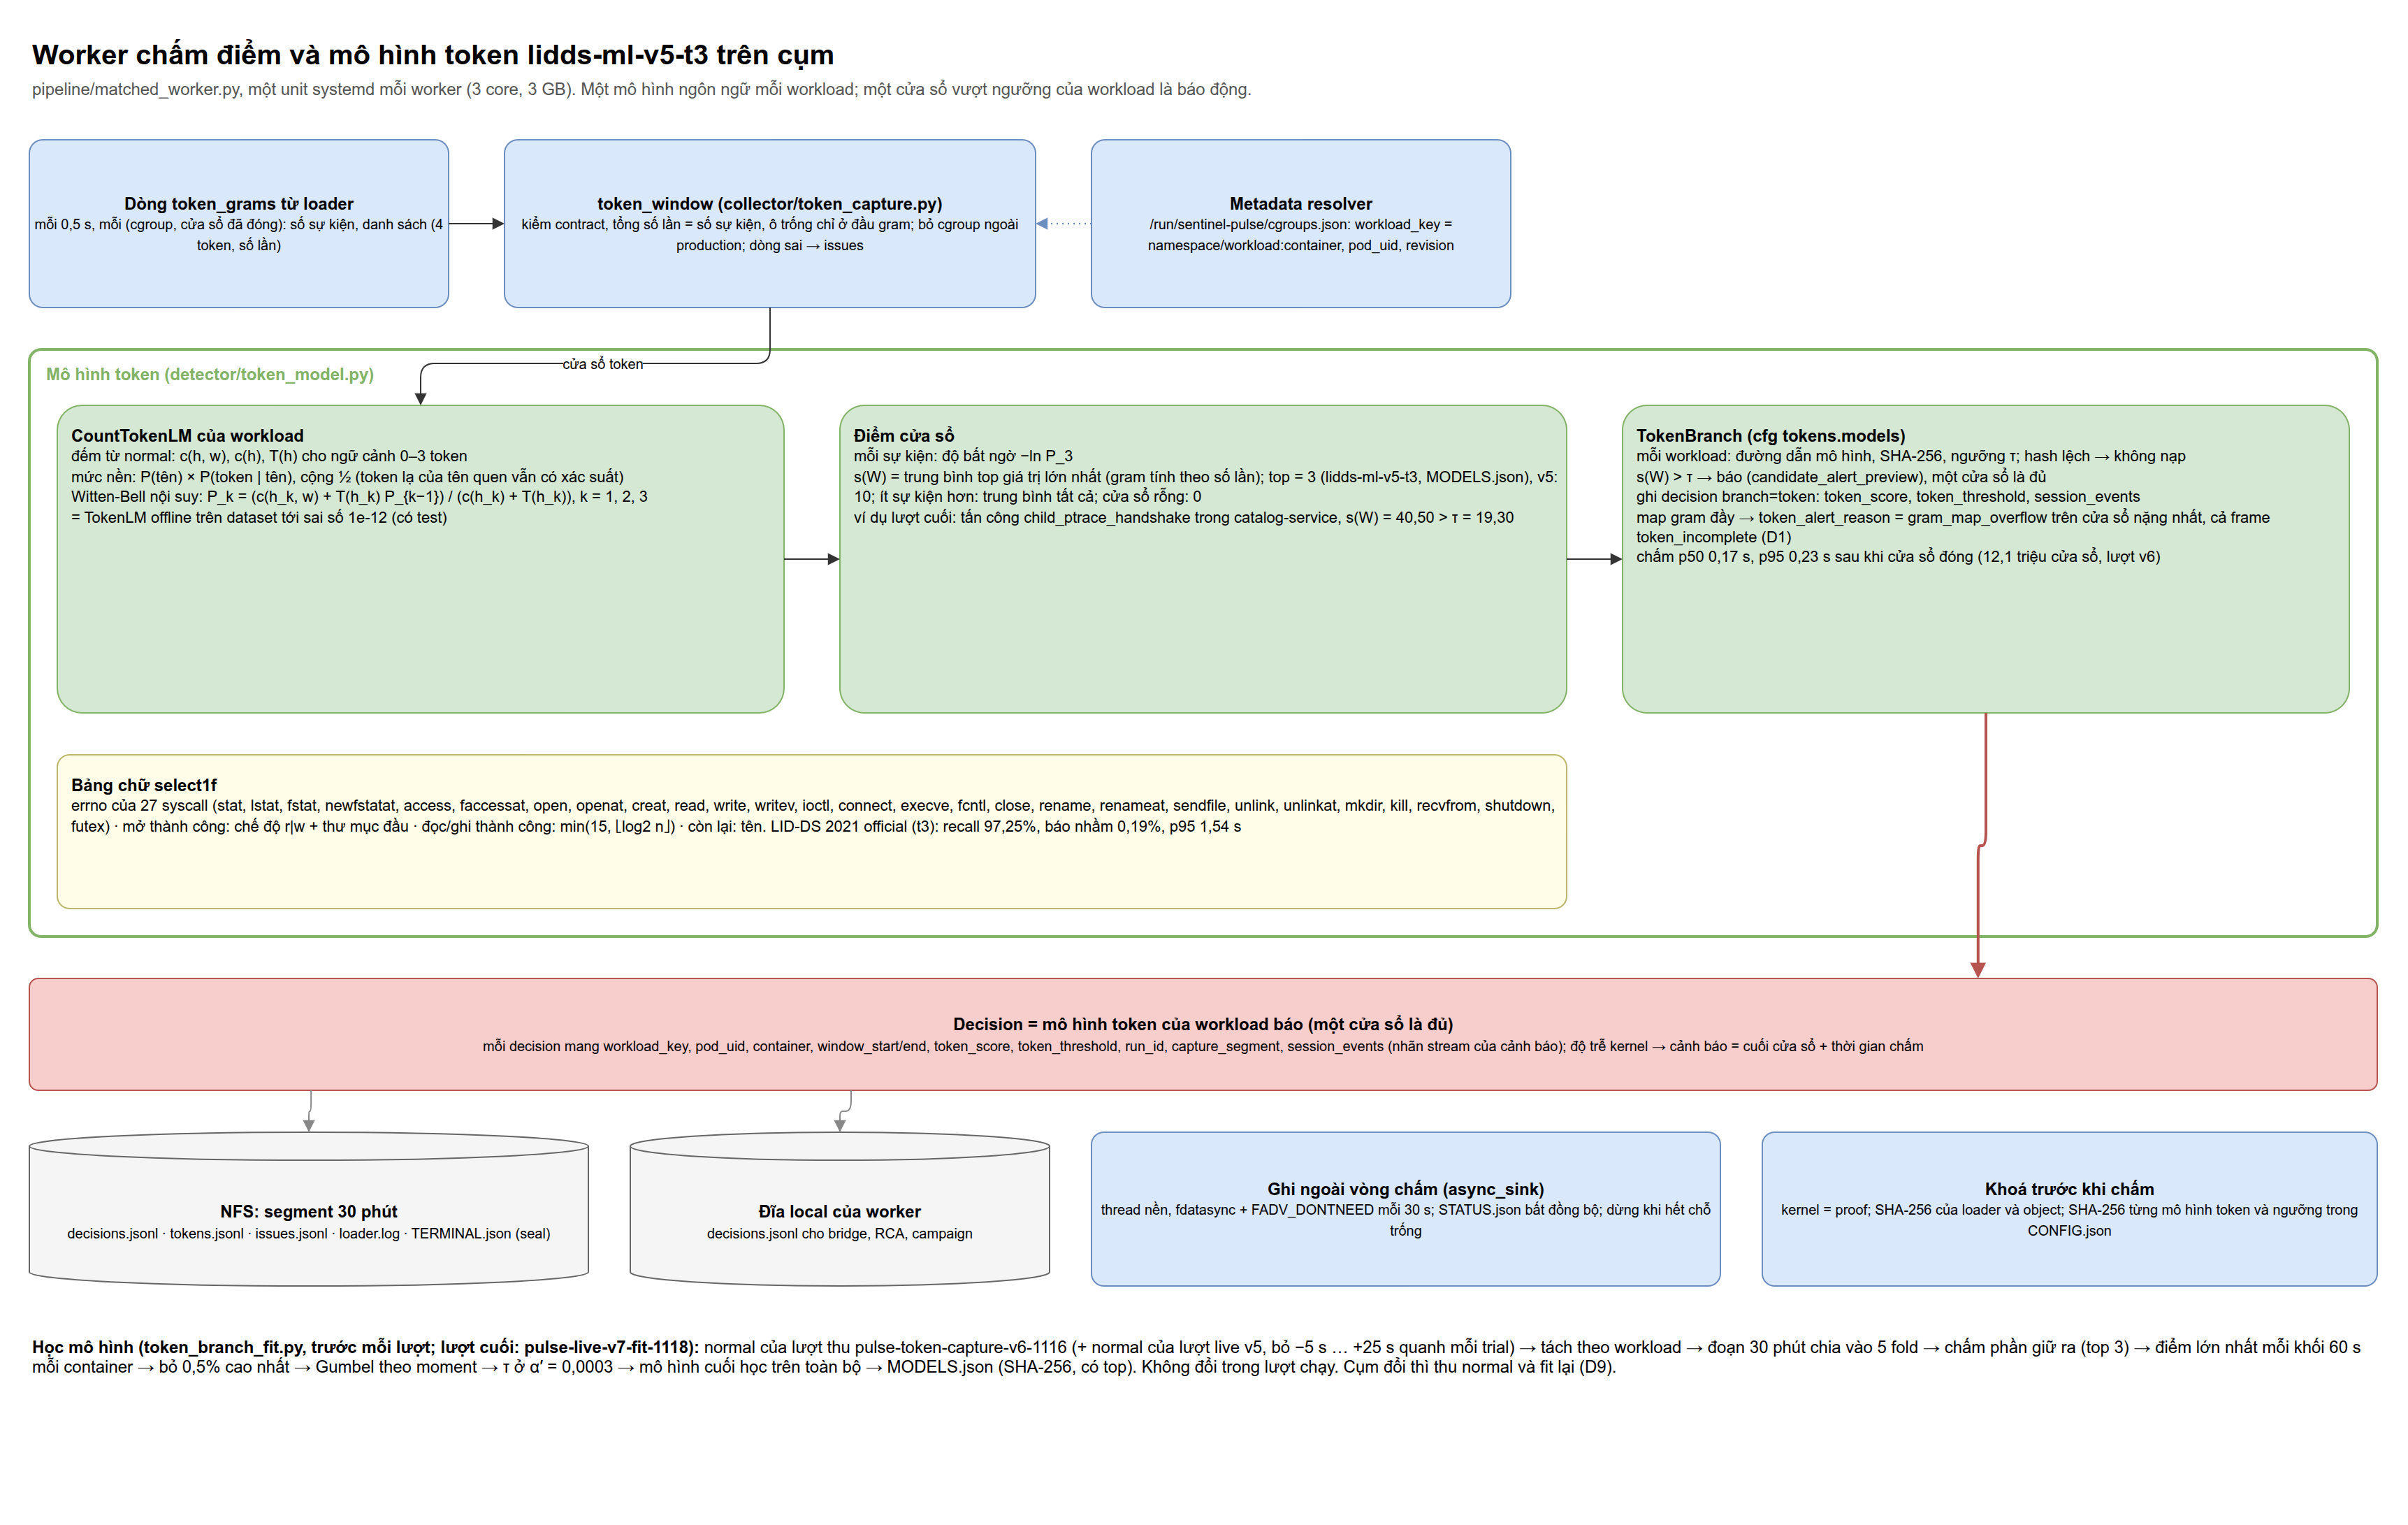 Worker chấm điểm và mô hình token lidds-ml-v5-t3 trên cụm
pipeline/matched_worker.py, một unit systemd mỗi worker (3 core, 3 GB). Một mô hình ngôn ngữ mỗi workload; một cửa sổ vượt ngưỡng của workload là báo động.
Dòng token_grams từ loader
mỗi 0,5 s, mỗi (cgroup, cửa sổ đã đóng): số sự kiện, danh sách (4
token, số lần)
token_window (collector/token_capture.py)
kiểm contract, tổng số lần = số sự kiện, ô trống chỉ ở đầu gram; bỏ cgroup ngoài
production; dòng sai → issues
Metadata resolver
/run/sentinel-pulse/cgroups.json: workload_key =
namespace/workload:container, pod_uid, revision
cửa sổ token
Mô hình token (detector/token_model.py)
CountTokenLM của workload
đếm từ normal: c(h, w), c(h), T(h) cho ngữ cảnh 0–3 token
mức nền: P(tên) × P(token | tên), cộng ½ (token lạ của tên quen vẫn có xác suất)
Witten-Bell nội suy: P_k = (c(h_k, w) + T(h_k) P_{k−1}) / (c(h_k) + T(h_k)), k = 1, 2, 3
= TokenLM offline trên dataset tới sai số 1e-12 (có test)
Điểm cửa sổ
mỗi sự kiện: độ bất ngờ −ln P_3
s(W) = trung bình top giá trị lớn nhất (gram tính theo số lần); top = 3 (lidds-ml-v5-t3, MODELS.json), v5:
10; ít sự kiện hơn: trung bình tất cả; cửa sổ rỗng: 0
ví dụ lượt cuối: tấn công child_ptrace_handshake trong catalog-service, s(W) = 40,50 > τ = 19,30
TokenBranch (cfg tokens.models)
mỗi workload: đường dẫn mô hình, SHA-256, ngưỡng τ; hash lệch → không nạp
s(W) > τ → báo (candidate_alert_preview), một cửa sổ là đủ
ghi decision branch=token: token_score, token_threshold, session_events
map gram đầy → token_alert_reason = gram_map_overflow trên cửa sổ nặng nhất, cả frame
token_incomplete (D1)
chấm p50 0,17 s, p95 0,23 s sau khi cửa sổ đóng (12,1 triệu cửa sổ, lượt v6)
Bảng chữ select1f
errno của 27 syscall (stat, lstat, fstat, newfstatat, access, faccessat, open, openat, creat, read, write, writev, ioctl, connect, execve, fcntl, close, rename, renameat, sendfile, unlink, unlinkat, mkdir, kill, recvfrom, shutdown,
futex) · mở thành công: chế độ r|w + thư mục đầu · đọc/ghi thành công: min(15, ⌊log2 n⌋) · còn lại: tên. LID-DS 2021 official (t3): recall 97,25%, báo nhầm 0,19%, p95 1,54 s
Decision = mô hình token của workload báo (một cửa sổ là đủ)
mỗi decision mang workload_key, pod_uid, container, window_start/end, token_score, token_threshold, run_id, capture_segment, session_events (nhãn stream của cảnh báo); độ trễ kernel → cảnh báo = cuối cửa sổ + thời gian chấm
NFS: segment 30 phút
decisions.jsonl · tokens.jsonl · issues.jsonl · loader.log · TERMINAL.json (seal)
Đĩa local của worker
decisions.jsonl cho bridge, RCA, campaign
Ghi ngoài vòng chấm (async_sink)
thread nền, fdatasync + FADV_DONTNEED mỗi 30 s; STATUS.json bất đồng bộ; dừng khi hết chỗ
trống
Khoá trước khi chấm
kernel = proof; SHA-256 của loader và object; SHA-256 từng mô hình token và ngưỡng trong
CONFIG.json
Học mô hình (token_branch_fit.py, trước mỗi lượt; lượt cuối: pulse-live-v7-fit-1118): normal của lượt thu pulse-token-capture-v6-1116 (+ normal của lượt live v5, bỏ −5 s … +25 s quanh mỗi trial) → tách theo workload → đoạn 30 phút chia vào 5 fold → chấm phần giữ ra (top 3) → điểm lớn nhất mỗi khối 60 s
mỗi container → bỏ 0,5% cao nhất → Gumbel theo moment → τ ở α′ = 0,0003 → mô hình cuối học trên toàn bộ → MODELS.json (SHA-256, có top). Không đổi trong lượt chạy. Cụm đổi thì thu normal và fit lại (D9).